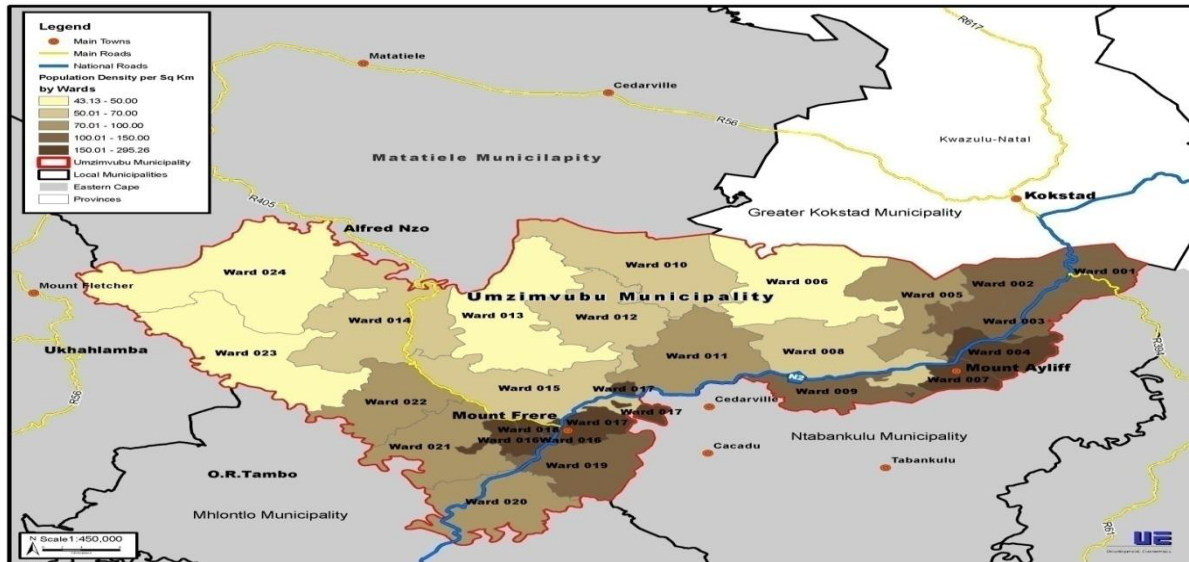 Legend
Main Towns
Main Roads
National Roads
Population Density per Sq Km
by Wards
43.13 - 50.00
50.01 - 70.00
70.01 - 100.00
100.01 - 150.00
150.01 - 295.26
Umzimvubu Municipality
Local Municipalities
Eastern Cape
Provinces
R617
Matatiele
Cedarville
R56
Kwazulu-Natal
Matatiele Municilapity
Kokstad
R405
Greater Kokstad Municipality
Alfred Nzo
Ward 024
Ward 010
Ward 006
Ward 002
Ward 001
Mount Fletcher
Umzimvubu Municipality
Ward 005
Ward 014
Ward 013
Ward 012
Ward 003
Ukhahlamba
Ward 023
Ward 011
Ward 008
Ward 004
R394
R56
Mount Ayliff
Ward 015
Ward 017
N2
Ward 009
Ward 007
Ward 022
Mount Frere
Ward 017
Cedarville
Ward 018
Ward 017
Ward 016
Ward 016
Ward 021
Ntabankulu Municipality
Cacadu
O.R.Tambo
Ward 019
Tabankulu
Ward 020
Mhlontlo Municipality
R61
Scale 1:450,000
N
UE